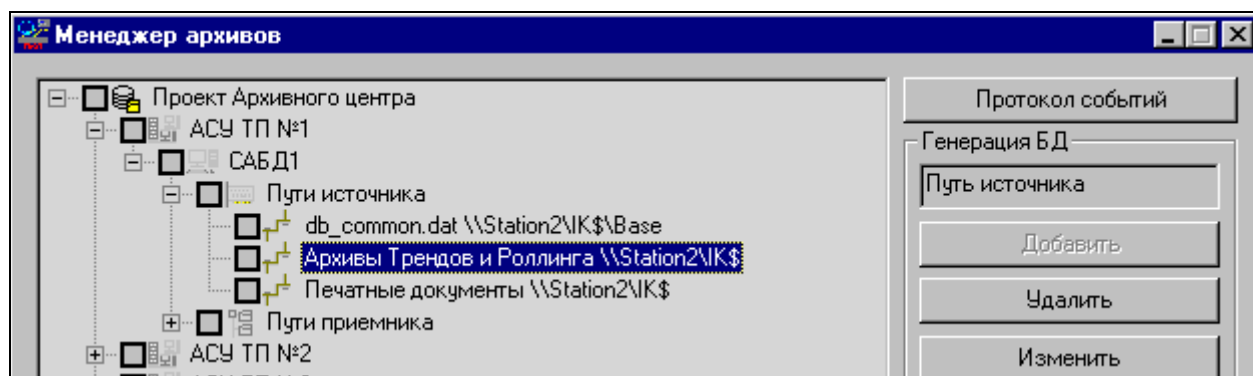 Менеджер архивов
Проект Архивного центра
АСУ ТП №1
САБД1
Пути источника
db_common.dat \\Station2\IK$\Base
Архивы Трендов и Роллинга \\Station2\IK$
Печатные документы \\Station2\IK$
Пути приемника
АСУ ТП №2
Протокол событий
Генерация БД
Путь источника
Добавить
Удалить
Изменить